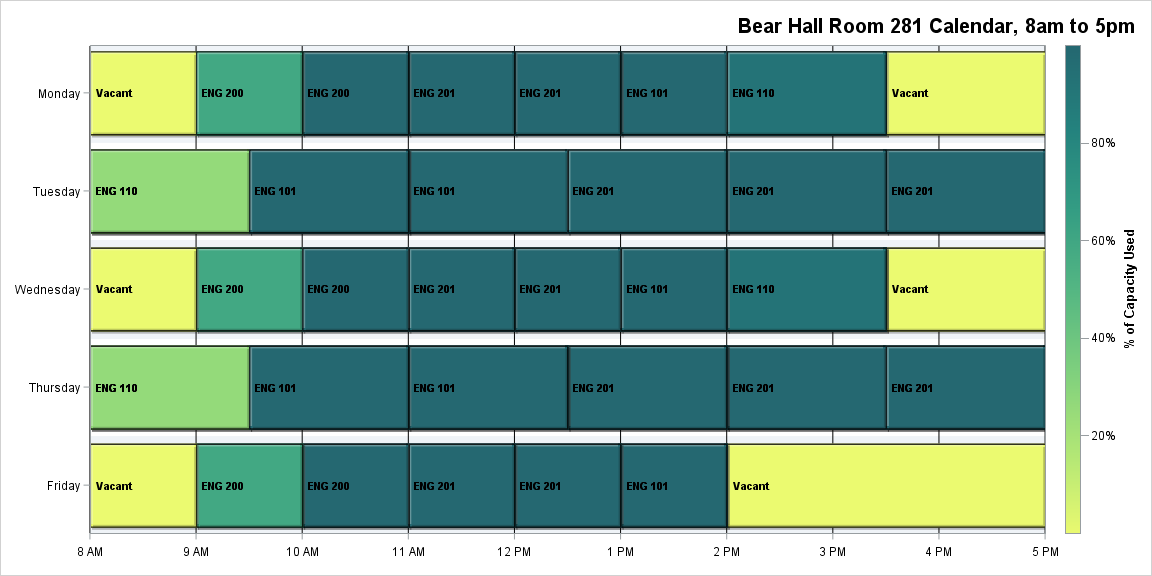 Bear Hall Room 281 Calendar, 8am to 5pm
Monday
Vacant
ENG 200
ENG 200
ENG 201
ENG 201
ENG 101
ENG 110
Vacant
Tuesday
ENG 110
ENG 101
ENG 101
ENG 201
ENG 201
ENG 201
Wednesday
Vacant
ENG 200
ENG 200
ENG 201
ENG 201
ENG 101
ENG 110
Vacant
Thursday
ENG 110
ENG 101
ENG 101
ENG 201
ENG 201
ENG 201
Friday
Vacant
ENG 200
ENG 200
ENG 201
ENG 201
ENG 101
Vacant
8 AM
9 AM
10 AM
11 AM
12 PM
1 PM
2 PM
3 PM
4 PM
5 PM
80%
60%
40%
20%
% of Capacity Used